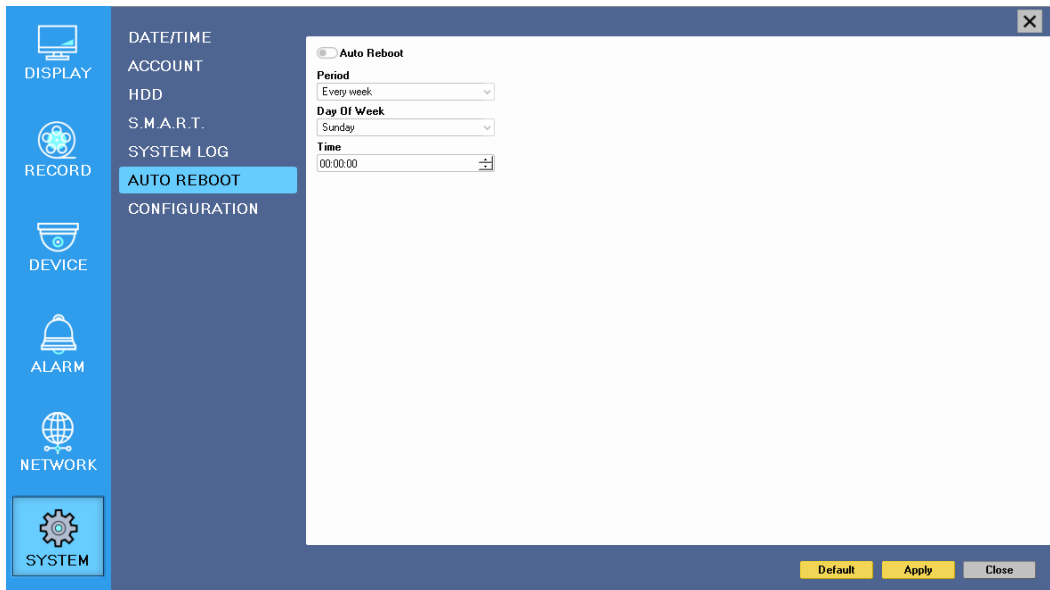 DISPLAY
RECORD
DEVICE
ALARM
NETWORK
SYSTEM
DATE/TIME
ACCOUNT
HDD
S.M.A.R.T.
SYSTEM LOG
AUTO REBOOT
CONFIGURATION
Auto Reboot
Period
Every week
Day Of Week
Sunday
Time
00:00:00
Default
Apply
Close